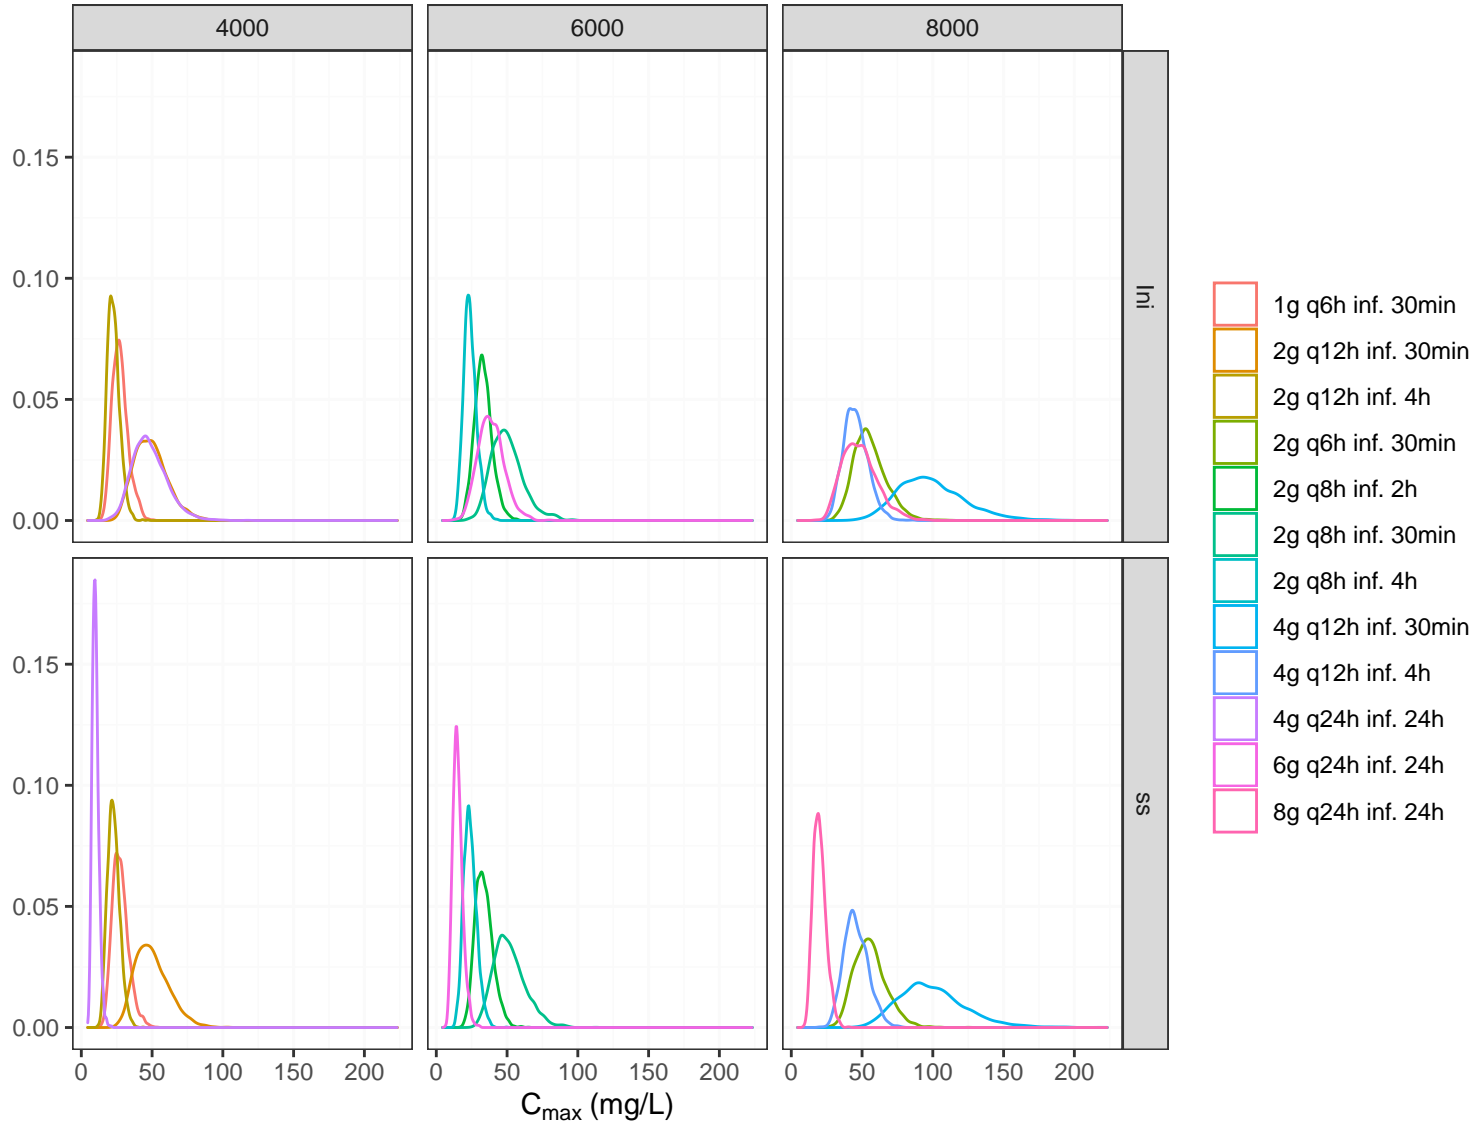 4000
6000
8000
0.15
0.10
0.05
0.00
Ini
0.15
0.10
0.05
0.00
ss
0 50 100 150 200
0 50 100 150 200
0 50 100 150 200
Cmax (mg/L)
1g q6h inf. 30min
2g q12h inf. 30min
2g q12h inf. 4h
2g q6h inf. 30min
2g q8h inf. 2h
2g q8h inf. 30min
2g q8h inf. 4h
4g q12h inf. 30min
4g q12h inf. 4h
4g q24h inf. 24h
6g q24h inf. 24h
8g q24h inf. 24h